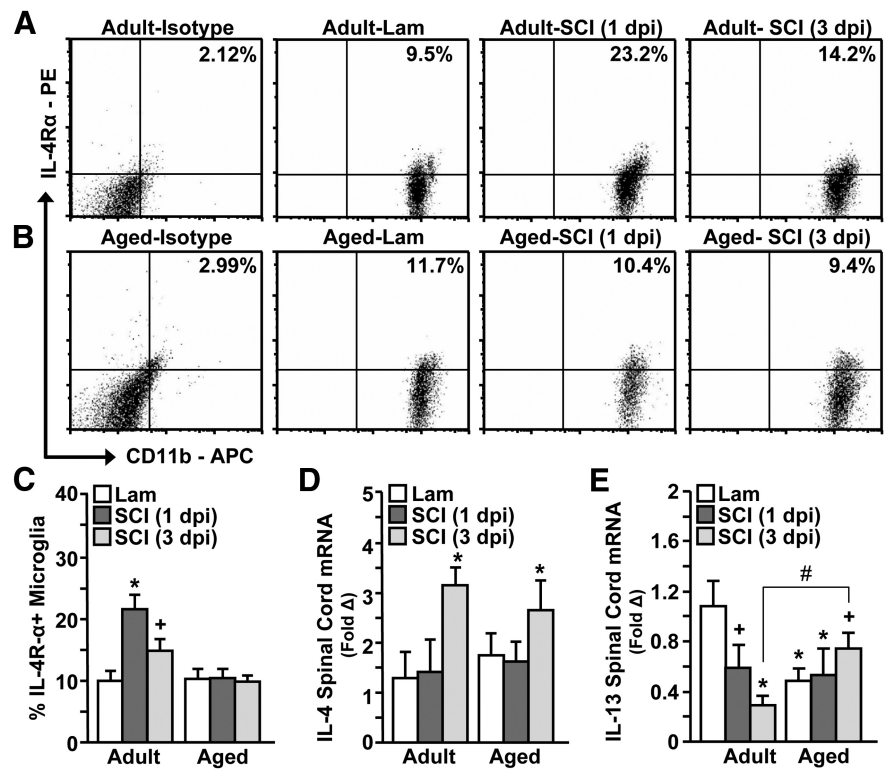 A
Adult-Isotype
Adult-Lam
Adult-SCI (1 dpi)
Adult- SCI (3 dpi)
2.12%
9.5%
23.2%
14.2%
IL-4Rα - PE
B
Aged-Isotype
Aged-Lam
Aged-SCI (1 dpi)
Aged- SCI (3 dpi)
2.99%
11.7%
10.4%
9.4%
CD11b - APC
C
% IL-4R-α+ Microglia
40
30
20
10
0
Lam
SCI (1 dpi)
SCI (3 dpi)
*
+
Adult
Aged
D
IL-4 Spinal Cord mRNA
(Fold Δ)
5
4
3
2
1
0
Lam
SCI (1 dpi)
SCI (3 dpi)
*
*
Adult
Aged
E
IL-13 Spinal Cord mRNA
(Fold Δ)
2
1.6
1.2
0.8
0.4
0
Lam
SCI (1 dpi)
SCI (3 dpi)
#
+
*
*
*
+
Adult
Aged